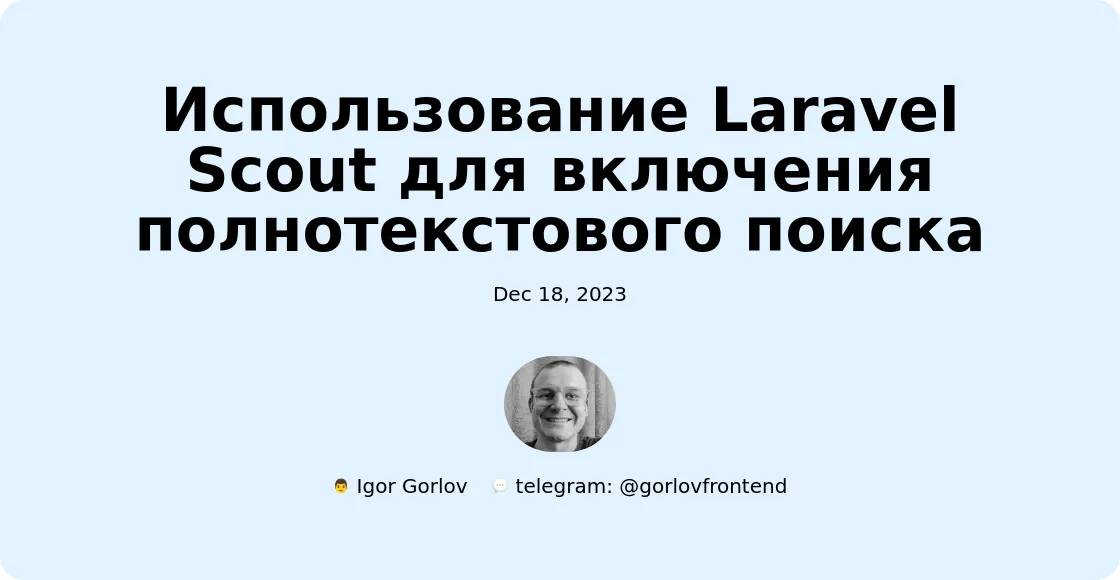 Использование Laravel
Scout для включения
полнотекстового поиска
Dec 18, 2023
👨 Igor Gorlov 💬 telegram: @gorlovfrontend